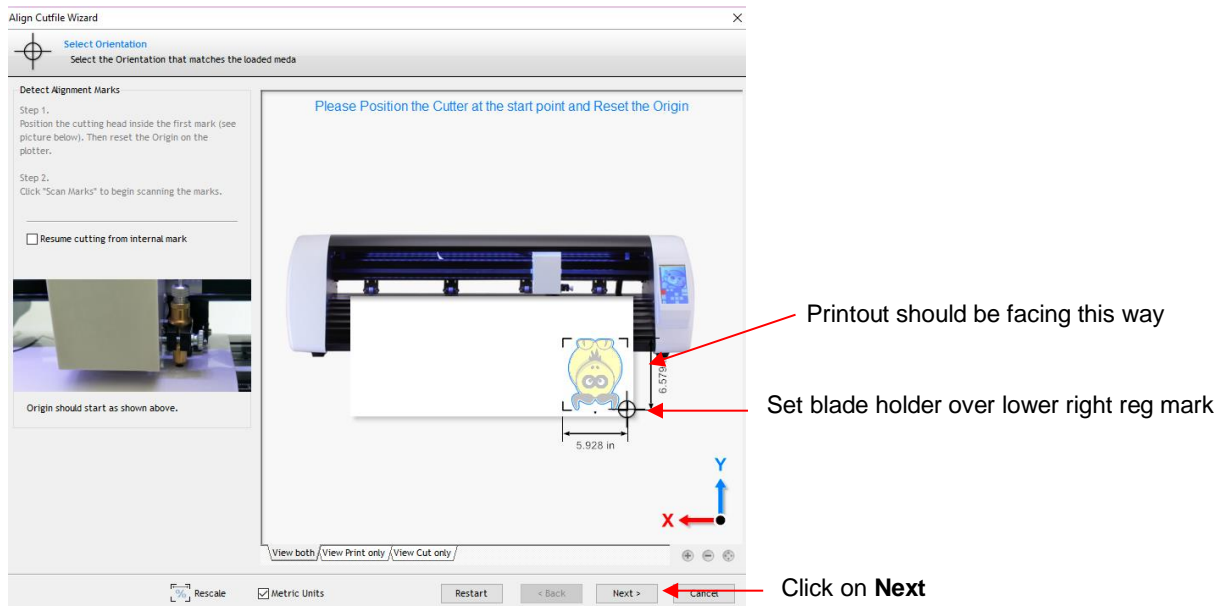 Align Cutfile Wizard
Select Orientation
Select the Orientation that matches the loaded meda
Detect Alignment Marks
Step 1.
Position the cutting head inside the first mark (see
picture below). Then reset the Origin on the
plotter.
Step 2.
Click "Scan Marks" to begin scanning the marks.
Resume cutting from internal mark
Origin should start as shown above.
Please Position the Cutter at the start point and Reset the Origin
6.579
5.928 in
Y
X
Printout should be facing this way
Set blade holder over lower right reg mark
View both View Print only View Cut only
% Rescale Metric Units Restart < Back Next > Cancel
Click on Next